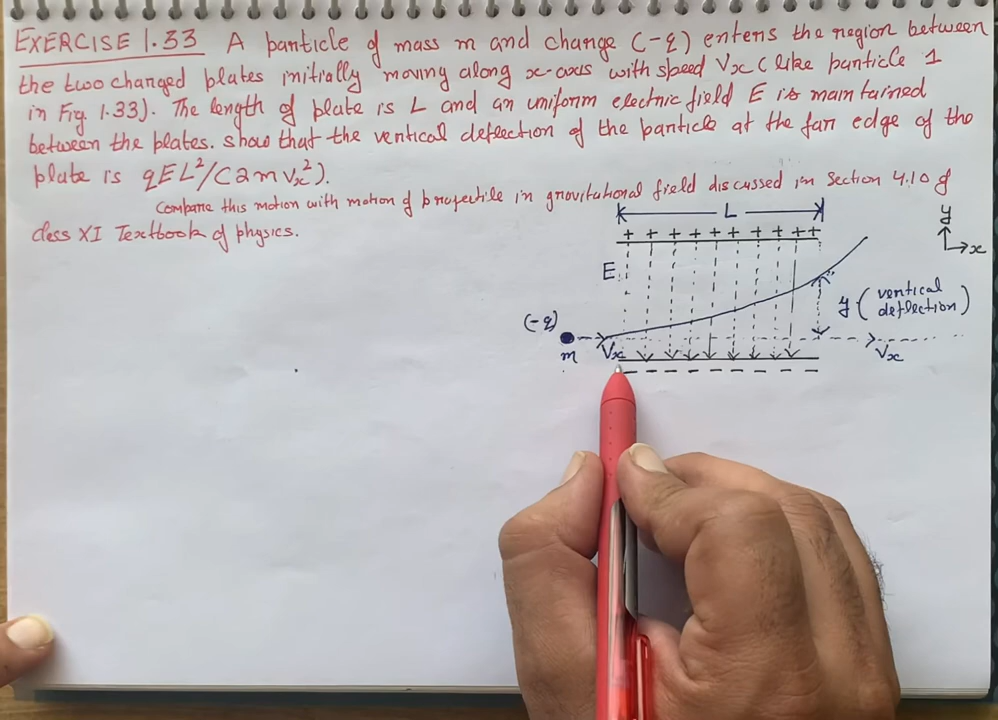 EXERCISE 1.33 A particle of mass m and charge (-q) enters the region between
the two charged plates initially moving along x-axis with speed Vx (like particle 1
in Fig 1.33). The length of plate is L and an uniform electric field E is maintained
between the plates. show that the vertical deflection of the particle at the far edge of the
plate is qEL²/(2mVx²).
Compare this motion with motion of projectile in gravitational field discussed in section 4.10 of
class XI Textbook of physics.
L
y
x
+ + + + + + + + +
E
y (vertical deflection)
(-q)
m
Vx
Vx
- - - - - - - - -